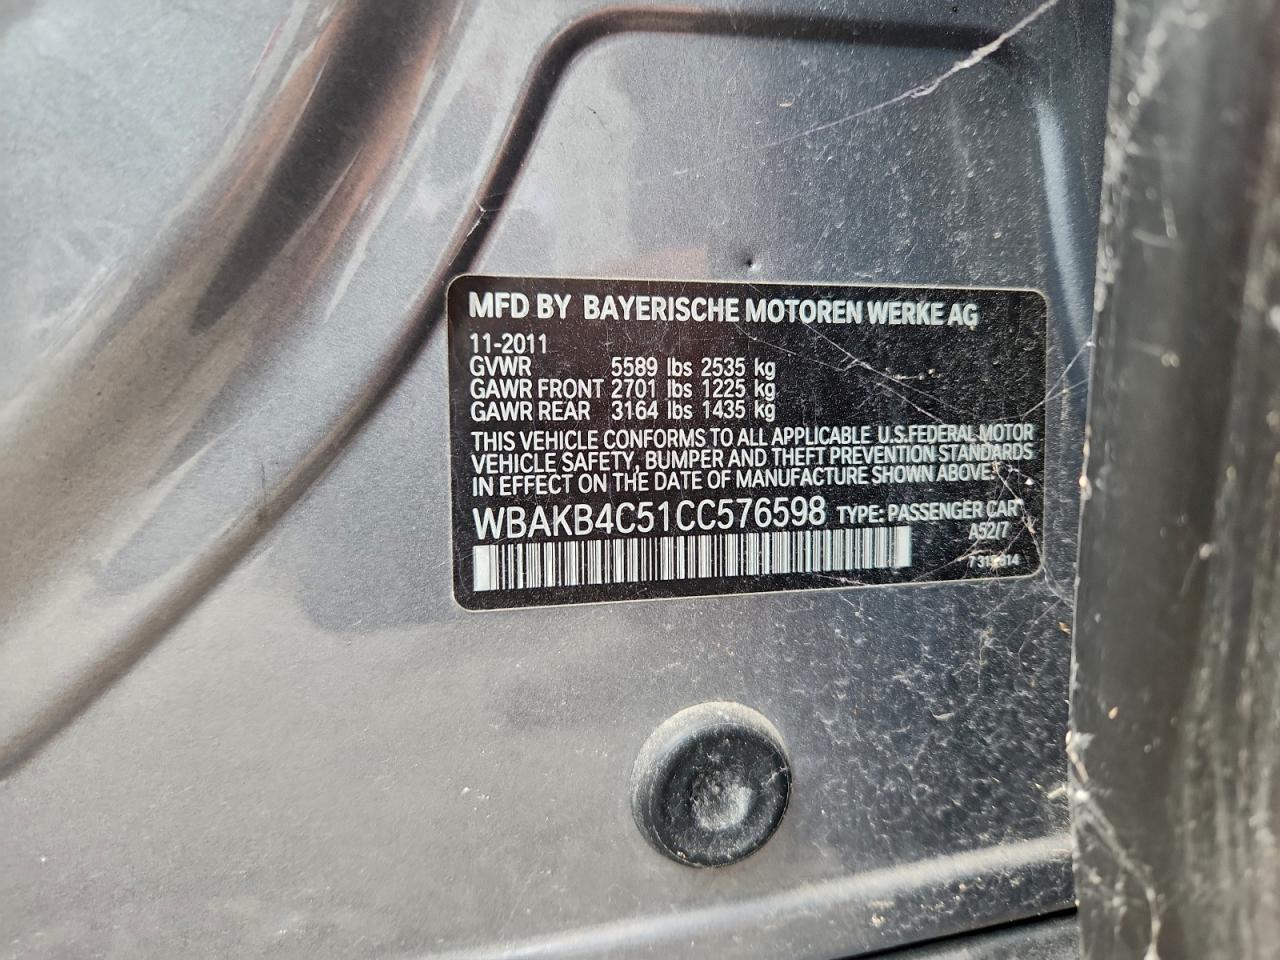 MFD BY BAYERISCHE MOTOREN WERKE AG
11-2011
GVWR 5589 lbs 2535 kg
GAWR FRONT 2701 lbs 1225 kg
GAWR REAR 3164 lbs 1435 kg
THIS VEHICLE CONFORMS TO ALL APPLICABLE U.S.FEDERAL MOTOR
VEHICLE SAFETY, BUMPER AND THEFT PREVENTION STANDARDS
IN EFFECT ON THE DATE OF MANUFACTURE SHOWN ABOVE.
WBAKB4C51CC576598 TYPE: PASSENGER CAR
A52/7